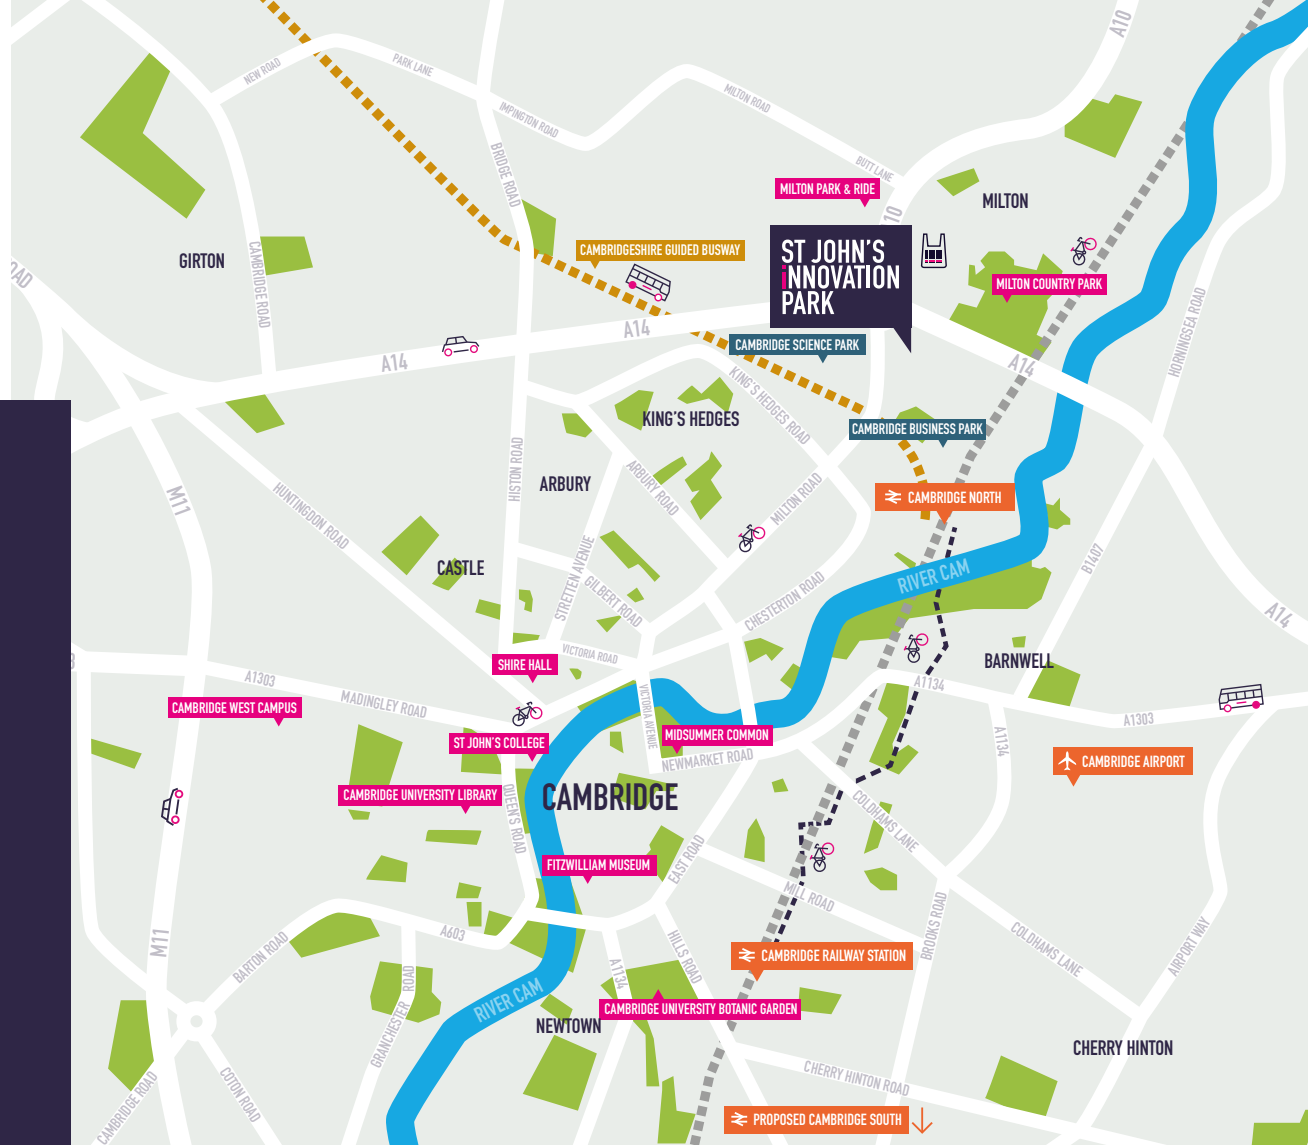 A10
NEW ROAD
PARK LANE
IMPINGTON ROAD
MILTON ROAD
BUTT LANE
BRIDGE ROAD
MILTON PARK & RIDE
MILTON
10
GIRTON
CAMBRIDGE ROAD
OAD
CAMBRIDGESHIRE GUIDED BUSWAY
ST JOHN'S
iNNOVATION
PARK
MILTON COUNTRY PARK
HORNINGSEA ROAD
A14
A14
A14
CAMBRIDGE SCIENCE PARK
KING'S HEDGES ROAD
KING'S HEDGES
CAMBRIDGE BUSINESS PARK
HISTON ROAD
ARBURY
ARBURY ROAD
MILTON ROAD
CAMBRIDGE NORTH
M11
HUNTINGDON ROAD
CASTLE
STRETTEN AVENUE
GILBERT ROAD
CHESTERTON ROAD
RIVER CAM
B1407
A14
VICTORIA ROAD
SHIRE HALL
BARNWELL
3
A1303
MADINGLEY ROAD
A1134
CAMBRIDGE WEST CAMPUS
VICTORIA AVENUE
A1303
ST JOHN'S COLLEGE
MIDSUMMER COMMON
NEWMARKET ROAD
A1134
CAMBRIDGE AIRPORT
CAMBRIDGE UNIVERSITY LIBRARY
QUEEN'S ROAD
CAMBRIDGE
COLDHAMS LANE
FITZWILLIAM MUSEUM
EAST ROAD
MILL ROAD
M11
BARTON ROAD
A603
HILLS ROAD
BROOKS ROAD
COLDHAMS LANE
AIRPORT WAY
CAMBRIDGE RAILWAY STATION
A1134
RIVER CAM
GRANCHESTER ROAD
CAMBRIDGE UNIVERSITY BOTANIC GARDEN
NEWTOWN
CHERRY HINTON
CHERRY HINTON ROAD
CAMBRIDGE ROAD
COTON ROAD
PROPOSED CAMBRIDGE SOUTH